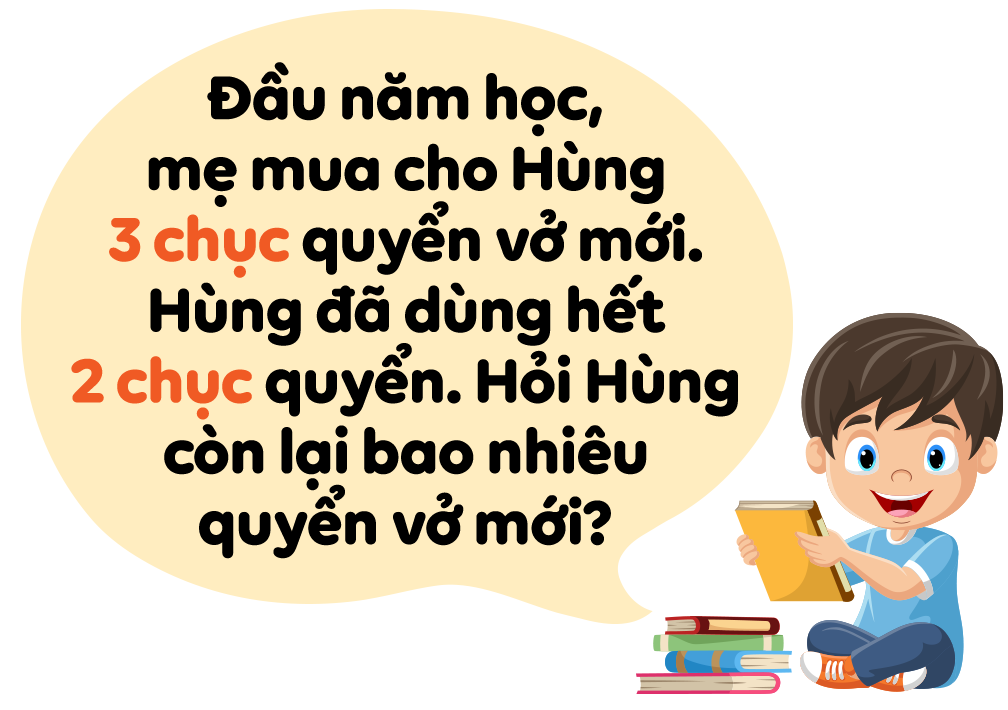 Đầu năm học,
mẹ mua cho Hùng
3 chục quyển vở mới.
Hùng đã dùng hết
2 chục quyển. Hỏi Hùng
còn lại bao nhiêu
quyển vở mới?